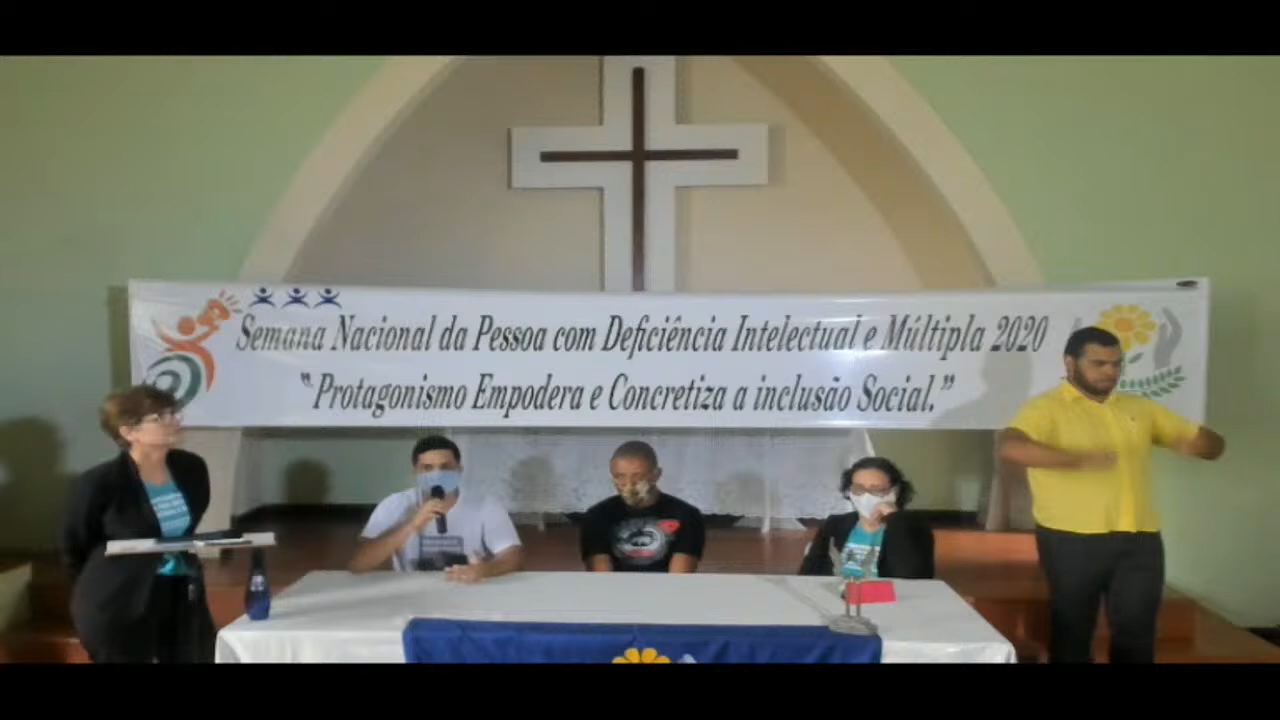 Semana Nacional da Pessoa com Deficiência Intelectual e Múltipla 2020
"Protagonismo Empodera e Concretiza a inclusão Social."